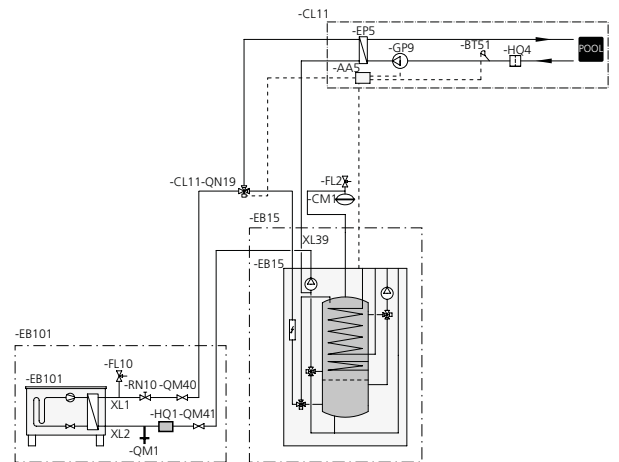 -CL11
-EP5
-GP9
-BT51
-HQ4
POOL
-AA5
-CL11-QN19
-FL2
-CM1
-EB15
XL39
-EB15
-EB101
-FL10
-EB101
-RN10 -QM40
XL1
-HQ1-QM41
XL2
-QM1